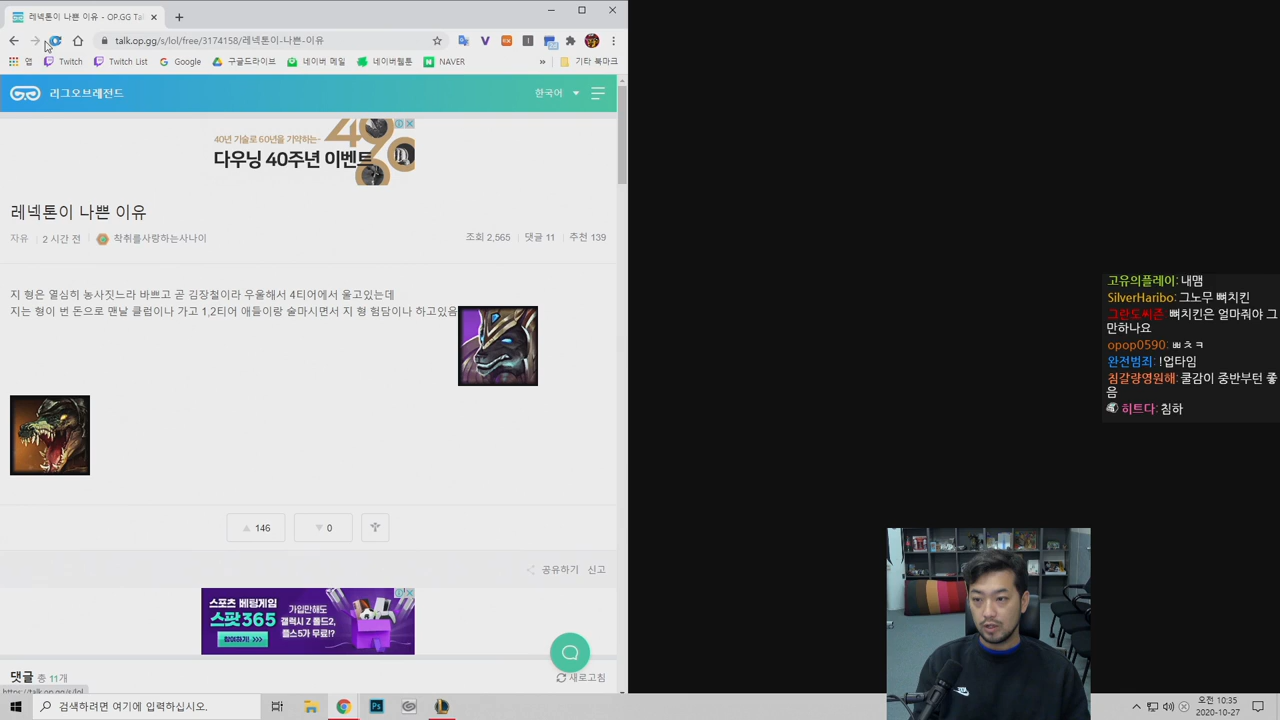 레넥톤이 나쁜 이유 - OP.GG Tal
talk.op.gg/s/lol/free/3174158/레넥톤이-나쁜-이유
앱
Twitch
Twitch List
Google
구글드라이브
네이버 메일
네이버웹툰
NAVER
»
기타 북마크
리그오브레전드
한국어
40년 기술로 60년을 기약하는~
다우닝 40주년 이벤트
레넥톤이 나쁜 이유
자유
2 시간 전
착취를사랑하는사나이
조회 2,565
댓글 11
추천 139
지 형은 열심히 농사짓느라 바쁘고 곧 김장철이라 우울해서 4티어에서 울고있는데
지는 형이 번 돈으로 맨날 클럽이나 가고 1,2티어 애들이랑 술마시면서 지 형 험담이나 하고있음
146
0
공유하기
신고
스포츠 베팅게임
스팟365
참여하기! >>>
가입만해도
갤럭시 Z 폴드2,
플스5가 무료!?
댓글 총 11개
새로고침
https://talk.op.gg/s/lol
고유의플레이: 내맴
SilverHaribo: 그노무 뼈치킨
그란도씨존: 뼈치킨은 얼마줘야 그
만하나요
opop0590: ㅃㅊㅋ
완전범죄: !업타임
침갈량영원해: 쿨감이 중반부턴 좋
음
히트다: 침하
검색하려면 여기에 입력하십시오.
Ps
오전 10:35
2020-10-27